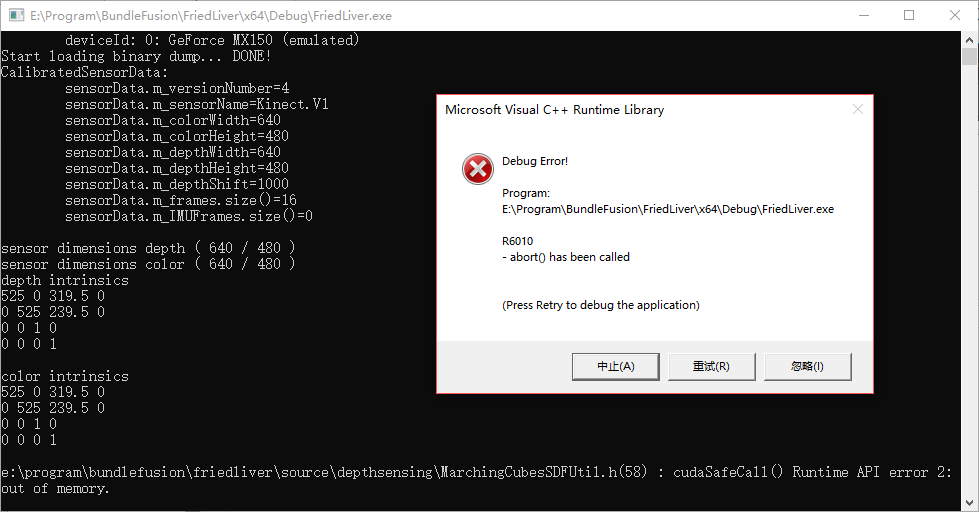 E:\Program\BundleFusion\FriedLiver\x64\Debug\FriedLiver.exe
deviceId: 0: GeForce MX150 (emulated)
Start loading binary dump... DONE!
CalibratedSensorData:
sensorData.m_versionNumber=4
sensorData.m_sensorName=Kinect.V1
sensorData.m_colorWidth=640
sensorData.m_colorHeight=480
sensorData.m_depthWidth=640
sensorData.m_depthHeight=480
sensorData.m_depthShift=1000
sensorData.m_frames.size()=16
sensorData.m_IMUFrames.size()=0
sensor dimensions depth ( 640 / 480 )
sensor dimensions color ( 640 / 480 )
depth intrinsics
525 0 319.5 0
0 525 239.5 0
0 0 1 0
0 0 0 1
color intrinsics
525 0 319.5 0
0 525 239.5 0
0 0 1 0
0 0 0 1
e:\program\bundlefusion\friedliver\source\depthsensing\MarchingCubesSDFUtil.h(58) : cudaSafeCall() Runtime API error 2:
out of memory.
Microsoft Visual C++ Runtime Library
Debug Error!
Program:
E:\Program\BundleFusion\FriedLiver\x64\Debug\FriedLiver.exe
R6010
- abort() has been called
(Press Retry to debug the application)
中止(A)
重试(R)
忽略(I)